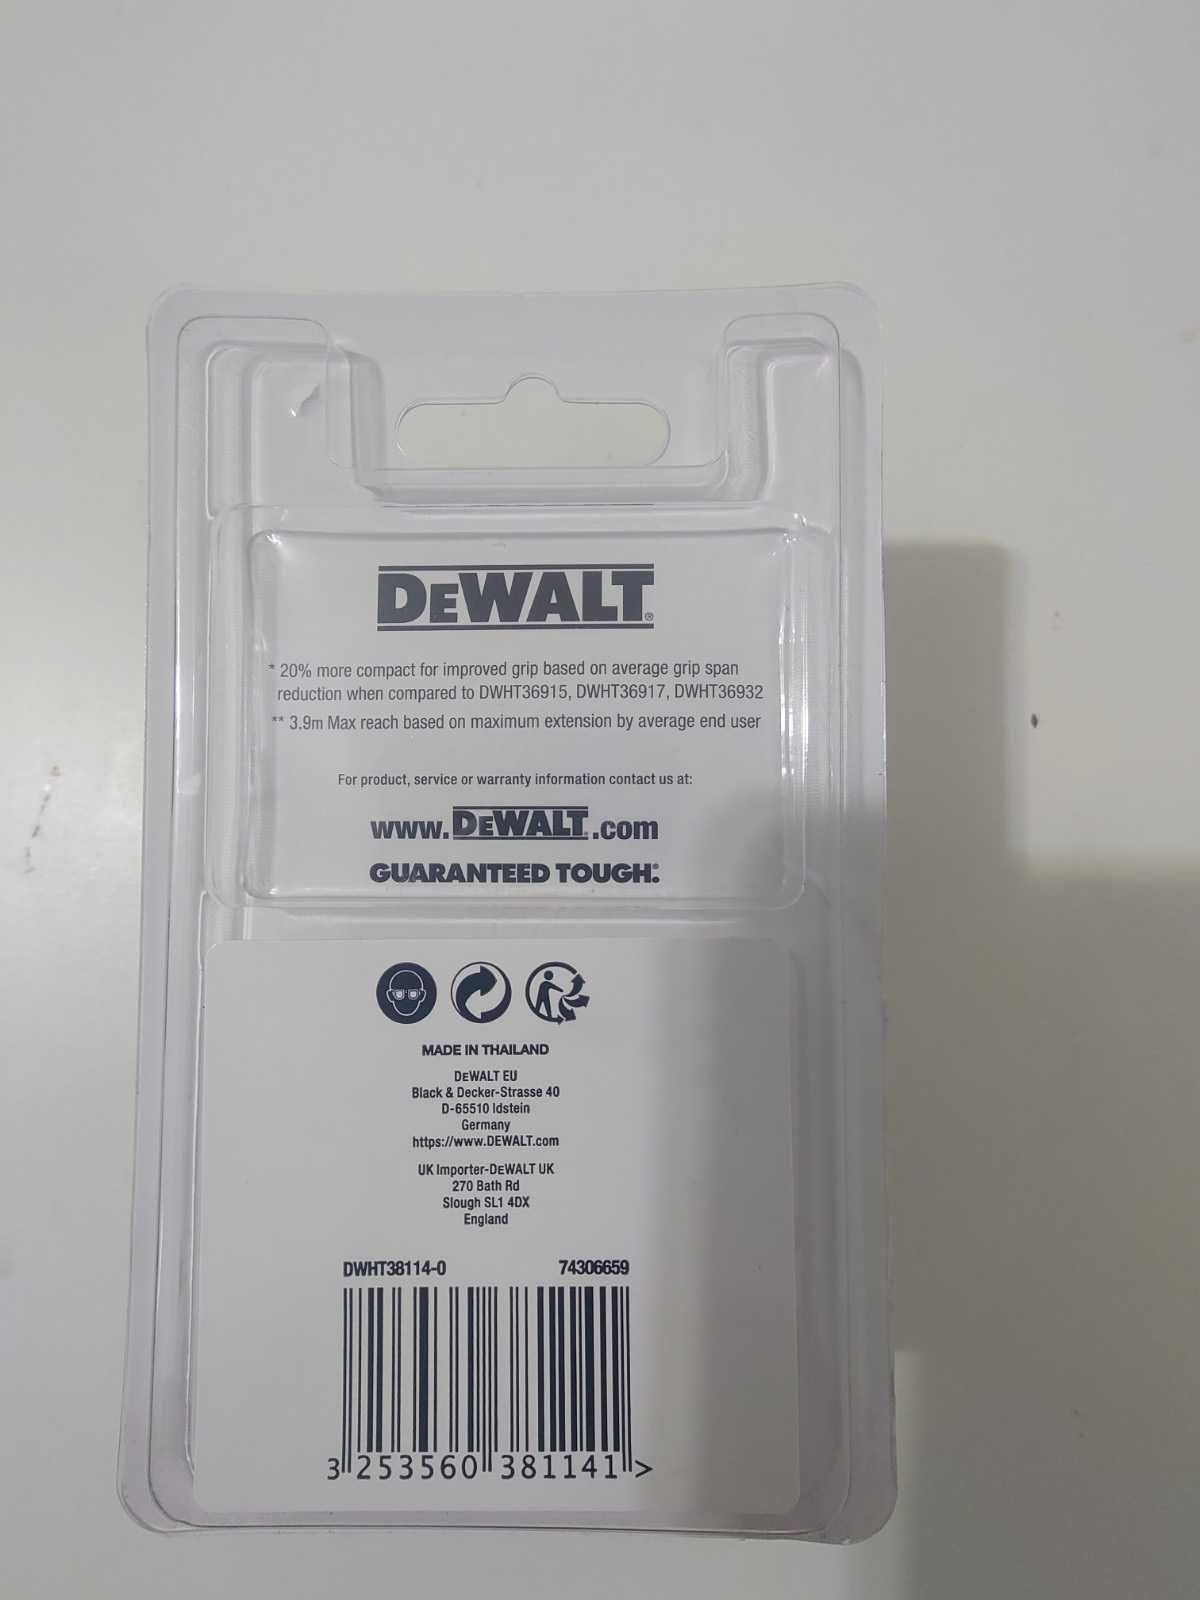 DEWALT®
* 20% more compact for improved grip based on average grip span
reduction when compared to DWHT36915, DWHT36917, DWHT36932
** 3.9m Max reach based on maximum extension by average end user
For product, service or warranty information contact us at:
www.DEWALT.com
GUARANTEED TOUGH®
MADE IN THAILAND
DEWALT EU
Black & Decker-Strasse 40
D-65510 Idstein
Germany
https://www.DEWALT.com
UK Importer-DEWALT UK
270 Bath Rd
Slough SL1 4DX
England
DWHT38114-0 74306659
3 253560 381141 >